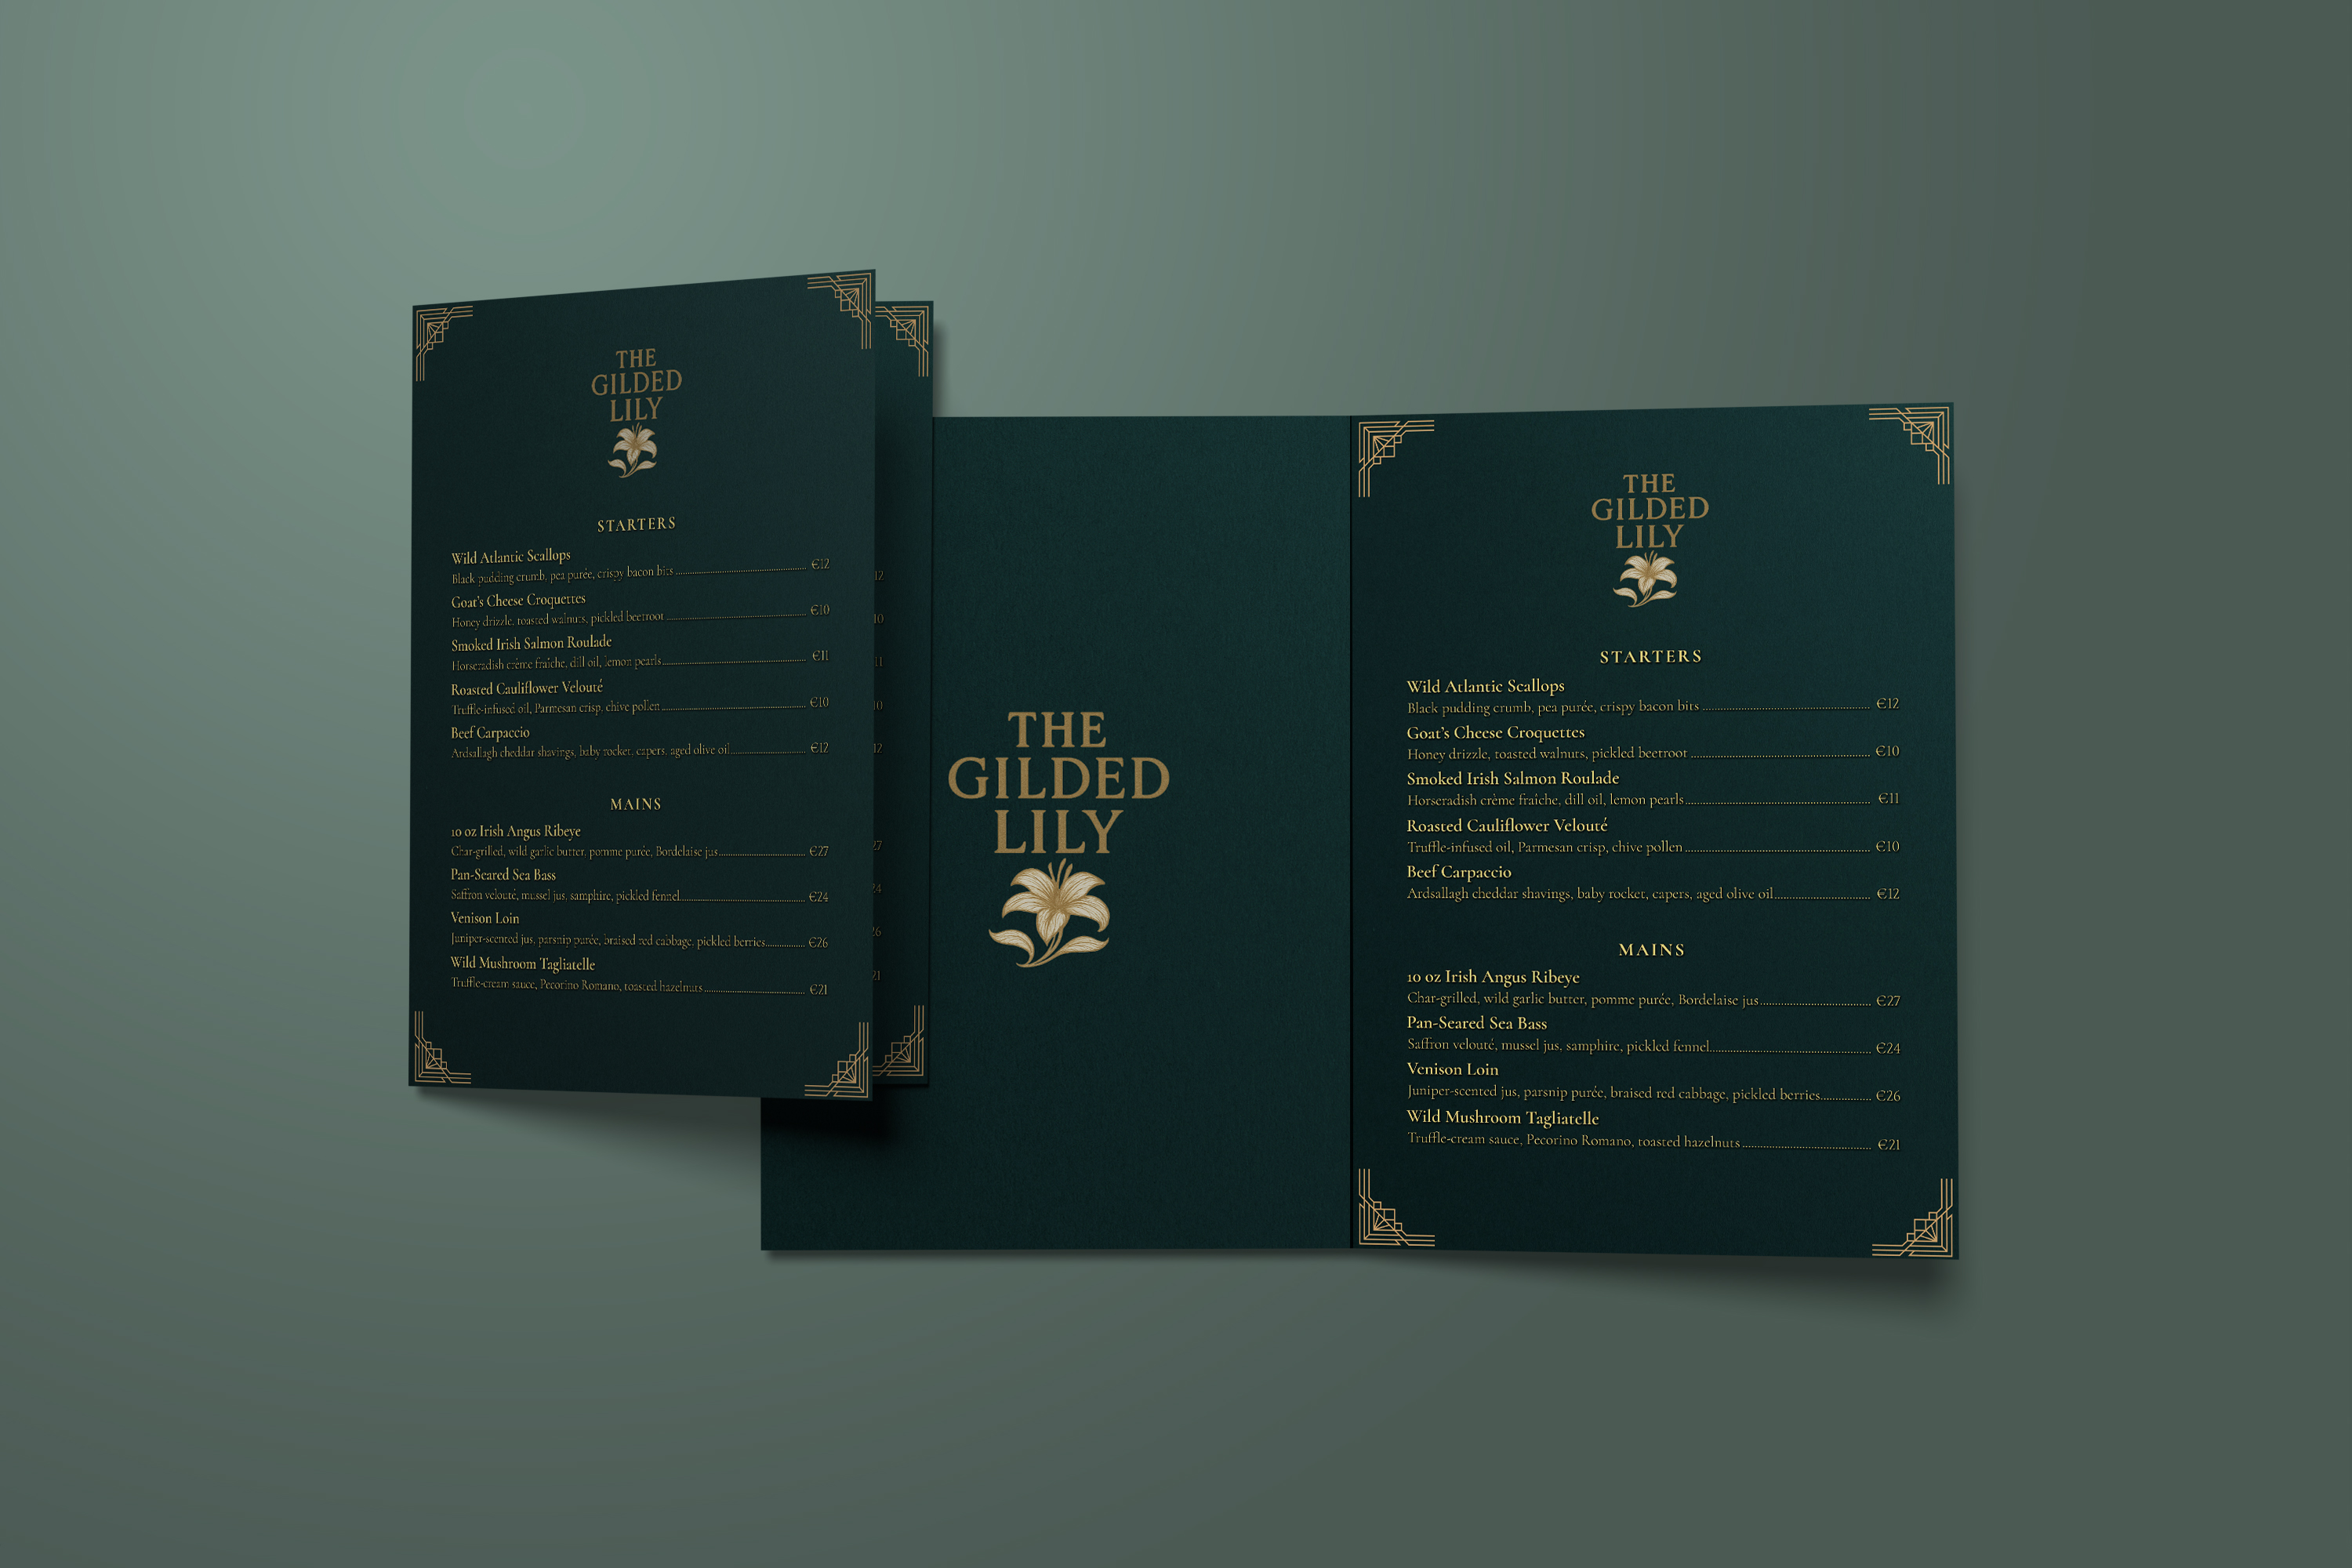 THE
GILDED
LILY
STARTERS
Wild Atlantic Scallops
Black pudding crumb, pea purée, crispy bacon bits €12
Goat's Cheese Croquettes
Honey drizzle, toasted walnuts, pickled beetroot €10
Smoked Irish Salmon Roulade
Horseradish crème fraîche, dill oil, lemon pearls €11
Roasted Cauliflower Velouté
Truffle-infused oil, Parmesan crisp, chive pollen €10
Beef Carpaccio
Ardsallagh cheddar shavings, baby rocket, capers, aged olive oil €12
MAINS
10 oz Irish Angus Ribeye
Char-grilled, wild garlic butter, pomme purée, Bordelaise jus €27
Pan-Seared Sea Bass
Saffron velouté, mussel jus, samphire, pickled fennel €24
Venison Loin
Juniper-scented jus, parsnip purée, braised red cabbage, pickled berries €26
Wild Mushroom Tagliatelle
Truffle-cream sauce, Pecorino Romano, toasted hazelnuts €21
12
10
11
10
12
27
24
26
21
THE
GILDED
LILY
THE
GILDED
LILY
STARTERS
Wild Atlantic Scallops
Black pudding crumb, pea purée, crispy bacon bits €12
Goat's Cheese Croquettes
Honey drizzle, toasted walnuts, pickled beetroot €10
Smoked Irish Salmon Roulade
Horseradish crème fraîche, dill oil, lemon pearls €11
Roasted Cauliflower Velouté
Truffle-infused oil, Parmesan crisp, chive pollen €10
Beef Carpaccio
Ardsallagh cheddar shavings, baby rocket, capers, aged olive oil €12
MAINS
10 oz Irish Angus Ribeye
Char-grilled, wild garlic butter, pomme purée, Bordelaise jus €27
Pan-Seared Sea Bass
Saffron velouté, mussel jus, samphire, pickled fennel €24
Venison Loin
Juniper-scented jus, parsnip purée, braised red cabbage, pickled berries €26
Wild Mushroom Tagliatelle
Truffle-cream sauce, Pecorino Romano, toasted hazelnuts €21